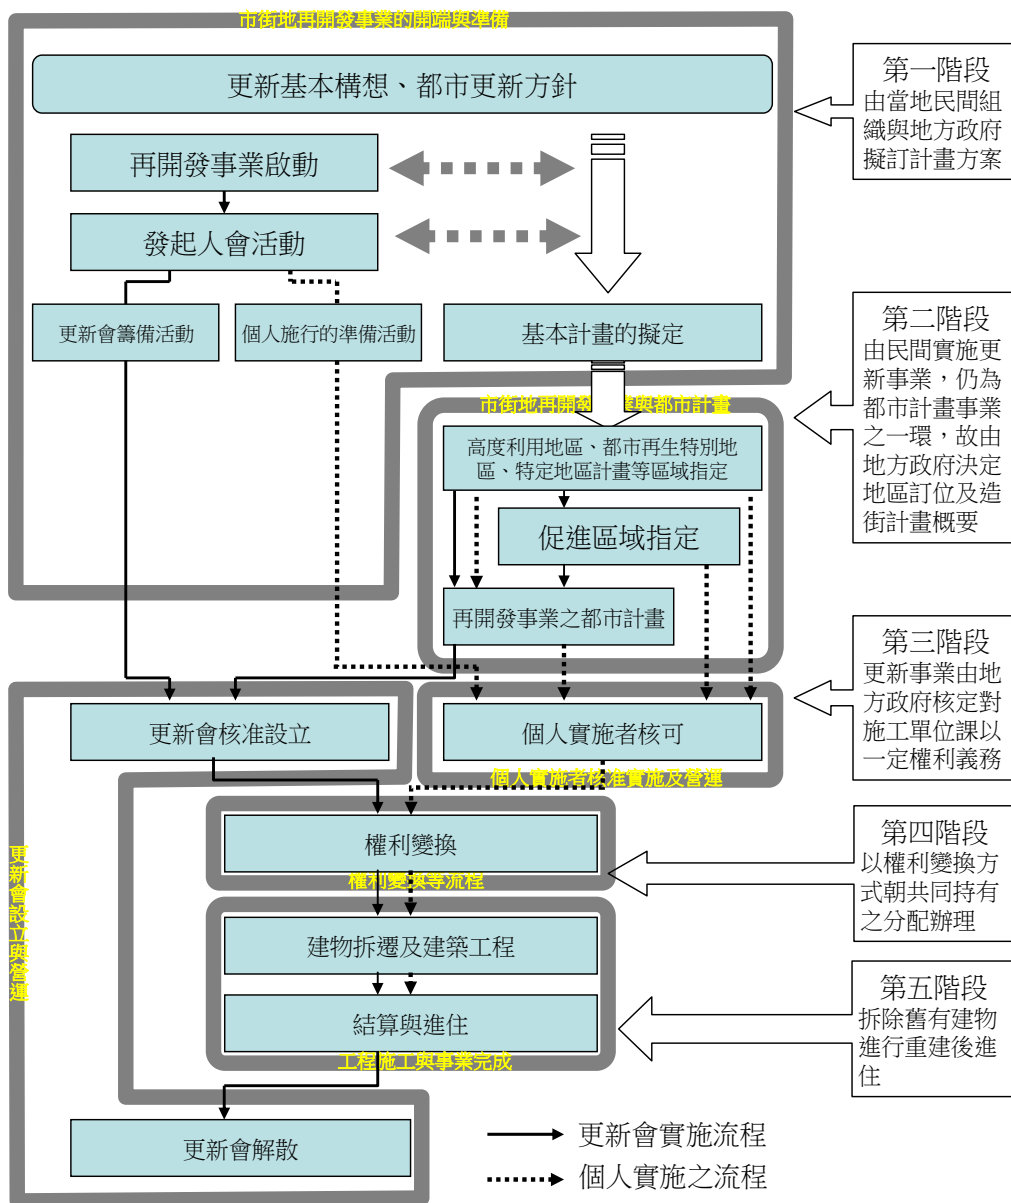 市街地再開發事業的開端與準備
更新基本構想、都市更新方針
再開發事業啟動
發起人會活動
更新會籌備活動
個人施行的準備活動
基本計畫的擬定
市街地再開發事業與都市計畫
高度利用地區、都市再生特別地
區、特定地區計畫等區域指定
促進區域指定
再開發事業之都市計畫
更新會核准設立
個人實施者核可
個人實施者核准實施及營運
權利變換
權利變換等流程
建物拆遷及建築工程
結算與進住
工程施工與事業完成
更新會解散
更新會設立與營運
更新會實施流程
個人實施之流程
第一階段
由當地民間組
織與地方政府
擬訂計畫方案
第二階段
由民間實施更
新事業，仍為
都市計畫事業
之一環，故由
地方政府決定
地區訂位及造
街計畫概要
第三階段
更新事業由地
方政府核定對
施工單位課以
一定權利義務
第四階段
以權利變換方
式朝共同持有
之分配辦理
第五階段
拆除舊有建物
進行重建後進
住